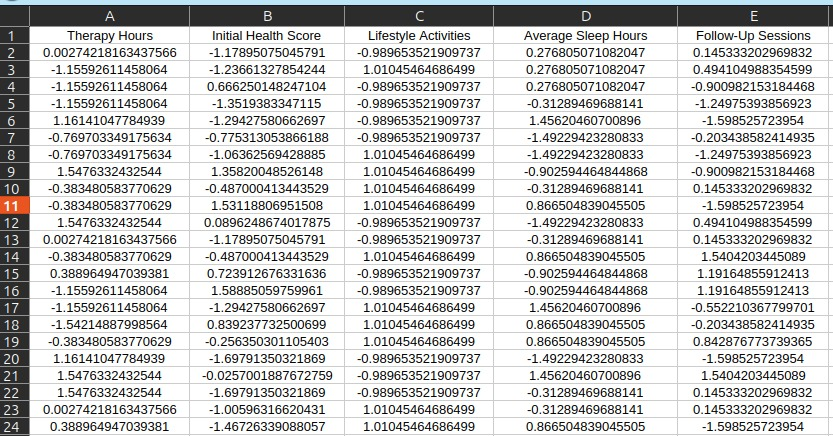 A B C D E
1 Therapy Hours Initial Health Score Lifestyle Activities Average Sleep Hours Follow-Up Sessions
2 0.00274218163437566 -1.17895075045791 -0.989653521909737 0.276805071082047 0.145333202969832
3 -1.15592611458064 -1.23661327854244 1.01045464686499 0.276805071082047 0.494104988354599
4 -1.15592611458064 0.666250148247104 -0.989653521909737 0.276805071082047 -0.900982153184468
5 -1.15592611458064 -1.3519383347115 -0.989653521909737 -0.31289469688141 -1.24975393856923
6 1.16141047784939 -1.29427580662697 -0.989653521909737 1.45620460700896 -1.598525723954
7 -0.769703349175634 -0.775313053866188 -0.989653521909737 -1.49229423280833 -0.203438582414935
8 -0.769703349175634 -1.06362569428885 1.01045464686499 -1.49229423280833 -1.24975393856923
9 1.5476332432544 1.35820048526148 1.01045464686499 -0.902594464844868 -0.900982153184468
10 -0.383480583770629 -0.487000413443529 1.01045464686499 -0.31289469688141 0.145333202969832
11 -0.383480583770629 1.53118806951508 1.01045464686499 0.866504839045505 -1.598525723954
12 1.5476332432544 0.0896248674017875 -0.989653521909737 -1.49229423280833 0.494104988354599
13 0.00274218163437566 -1.17895075045791 -0.989653521909737 -0.31289469688141 0.145333202969832
14 -0.383480583770629 -0.487000413443529 1.01045464686499 0.866504839045505 1.5404203445089
15 0.388964947039381 0.723912676331636 -0.989653521909737 -0.902594464844868 1.19164855912413
16 -1.15592611458064 1.58885059759961 -0.989653521909737 -0.902594464844868 1.19164855912413
17 -1.15592611458064 -1.29427580662697 1.01045464686499 1.45620460700896 -0.552210367799701
18 -1.54214887998564 0.839237732500699 1.01045464686499 0.866504839045505 -0.203438582414935
19 -0.383480583770629 -0.256350301105403 1.01045464686499 0.866504839045505 0.842876773739365
20 1.16141047784939 -1.69791350321869 -0.989653521909737 -1.49229423280833 -1.598525723954
21 1.5476332432544 -0.0257001887672759 -0.989653521909737 1.45620460700896 1.5404203445089
22 1.5476332432544 -1.69791350321869 -0.989653521909737 -0.31289469688141 0.145333202969832
23 0.00274218163437566 -1.00596316620431 1.01045464686499 -0.31289469688141 0.145333202969832
24 0.388964947039381 -1.46726339088057 1.01045464686499 0.866504839045505 -1.598525723954